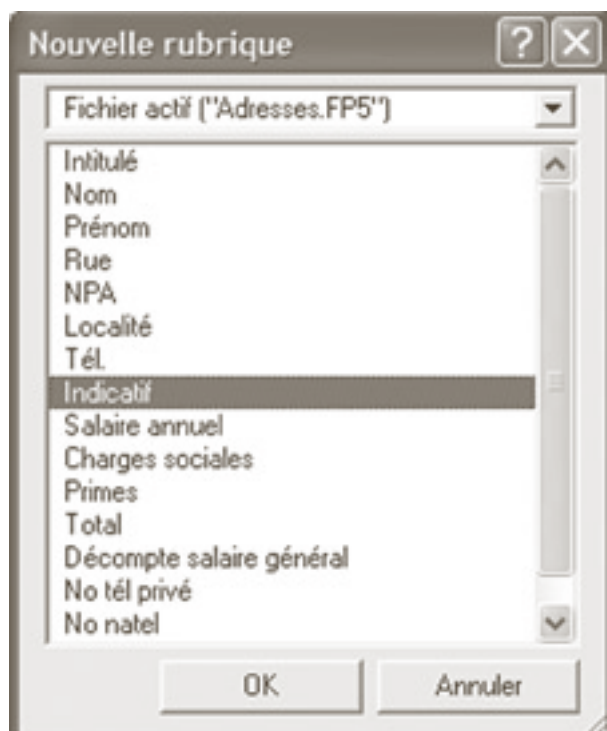 Nouvelle rubrique
Fichier actif ("Adresses.FP5")
Intitulé
Nom
Prénom
Rue
NPA
Localité
Tél.
Indicatif
Salaire annuel
Charges sociales
Primes
Total
Décompte salaire général
No tél privé
No natel
OK
Annuler